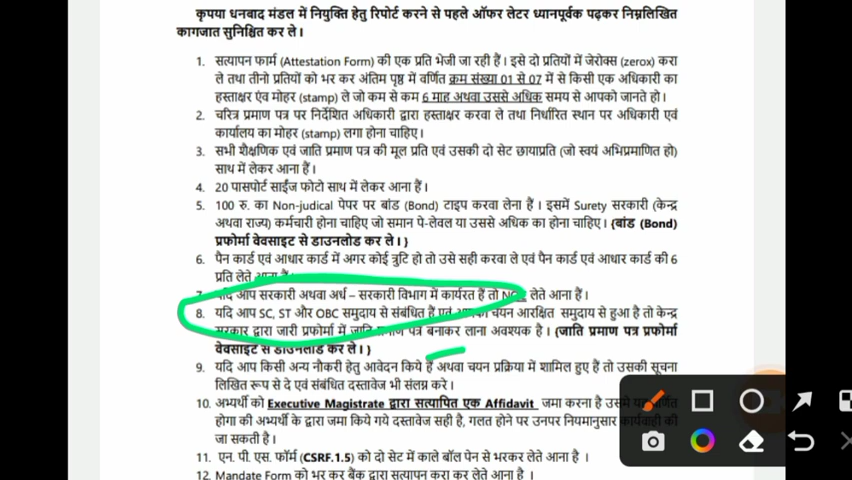 कृपया धनबाद मंडल में नियुक्ति हेतु रिपोर्ट करने से पहले ऑफर लेटर ध्यानपूर्वक पढ़कर निम्नलिखित
कागजात सुनिश्चित कर ले ।
1. सत्यापन फार्म (Attestation Form) की एक प्रति भेजी जा रही हैं । इसे दो प्रतियों में जेरोक्स (zerox) करा
ले तथा तीनो प्रतियों को भर कर अंतिम पृष्ठ में वर्णित क्रम संख्या 01 से 07 में से किसी एक अधिकारी का
हस्ताक्षर एंव मोहर (stamp) ले जो कम से कम 6 माह अथवा उससे अधिक समय से आपको जानते हो ।
2. चरित्र प्रमाण पत्र पर निर्देशित अधिकारी द्वारा हस्ताक्षर करवा ले तथा निर्धारित स्थान पर अधिकारी एवं
कार्यालय का मोहर (stamp) लगा होना चाहिए ।
3. सभी शैक्षणिक एवं जाति प्रमाण पत्र की मूल प्रति एवं उसकी दो सेट छायाप्रति (जो स्वयं अभिप्रमाणित हो)
साथ में लेकर आना हैं ।
4. 20 पासपोर्ट साईज फोटो साथ में लेकर आना हैं ।
5. 100 रु. का Non-judical पेपर पर बांड (Bond) टाइप करवा लेना हैं । इसमें Surety सरकारी (केन्द्र
अथवा राज्य) कर्मचारी होना चाहिए जो समान पे-लेवल या उससे अधिक का होना चाहिए । {बांड (Bond)
प्रफोर्मा वेवसाइट से डाउनलोड कर ले ।}
6. पैन कार्ड एवं आधार कार्ड में अगर कोई त्रुटि हो तो उसे सही करवा ले एवं पैन कार्ड एवं आधार कार्ड की 6
प्रति लेते आना हैं ।
7. यदि आप सरकारी अथवा अर्ध – सरकारी विभाग में कार्यरत हैं तो NOC लेते आना हैं ।
8. यदि आप SC, ST और OBC समुदाय से संबंधित हैं एवं आपका चयन आरक्षित समुदाय से हुआ है तो केन्द्र
सरकार द्वारा जारी प्रफोर्मा में जाति प्रमाण पत्र बनाकर लाना अवश्यक है । (जाति प्रमाण पत्र प्रफोर्मा
वेवसाइट से डाउनलोड कर ले ।}
9. यदि आप किसी अन्य नौकरी हेतु आवेदन किये हैं अथवा चयन प्रक्रिया में शामिल हुए हैं तो उसकी सूचना
लिखित रूप से दे एवं संबंधित दस्तावेज भी संलग्न करे ।
10. अभ्यर्थी को Executive Magistrate द्वारा सत्यापित एक Affidavit जमा करना है उसमे
होगा की अभ्यर्थी के द्वारा जमा किये गये दस्तावेज सही है, गलत होने पर उनपर नियमानुसार कार्यवाही की
जा सकती है ।
11. एन. पी. एस. फॉर्म (CSRF.1.5) को दो सेट में काले बॉल पेन से भरकर लेते आना है ।
12. Mandate Form को भर कर बैंक द्वारा सत्यापन करा कर लेते आना है ।